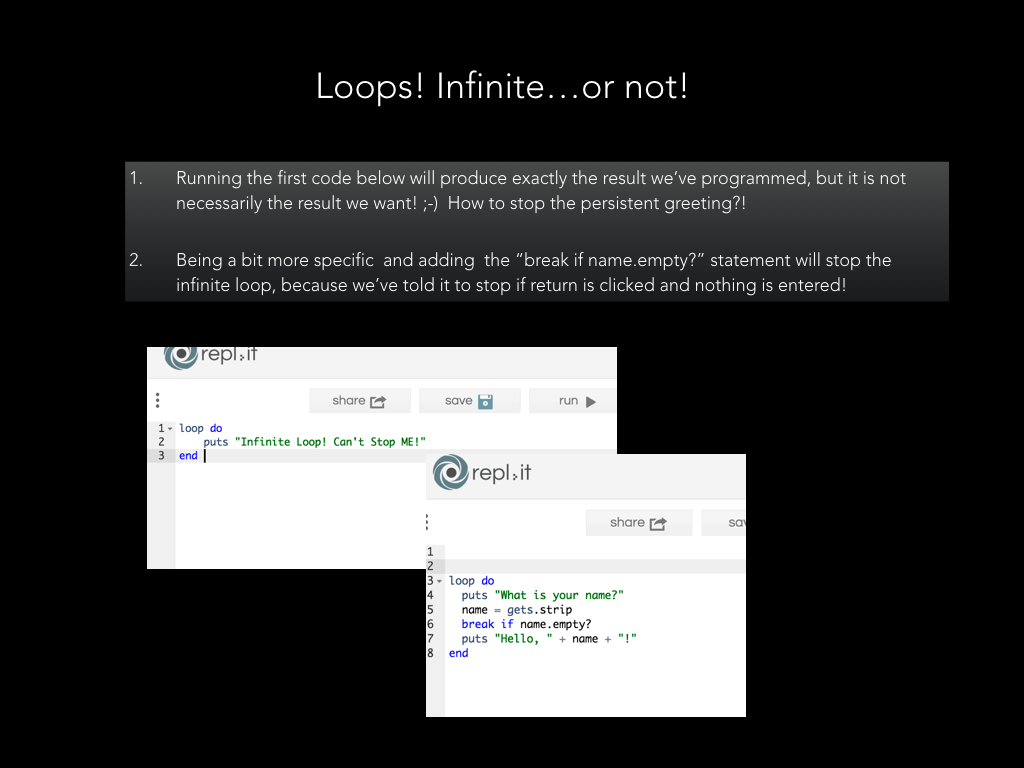 Loops! Infinite…or not!
1. Running the first code below will produce exactly the result we’ve programmed, but it is not
necessarily the result we want! ;-)  How to stop the persistent greeting?!
2. Being a bit more specific  and adding  the “break if name.empty?” statement will stop the
infinite loop, because we’ve told it to stop if return is clicked and nothing is entered!
repl.it
share save run
1 loop do
2     puts "Infinite Loop! Can't Stop ME!"
3 end
repl.it
share sav
1
2
3 loop do
4   puts "What is your name?"
5   name = gets.strip
6   break if name.empty?
7   puts "Hello, " + name + "!"
8 end